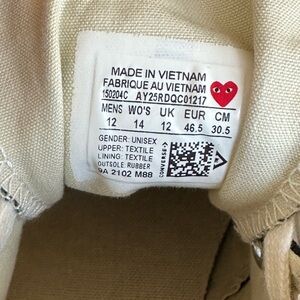 MADE IN VIETNAM
FABRIQUE AU VIETNAM
150204C AY25RDQC01217
MENS WO'S UK EUR CM
12 14 12 46.5 30.5
GENDER: UNISEX
UPPER: TEXTILE
LINING: TEXTILE
OUTSOLE: RUBBER
9A 2102 M88
CONVERSE